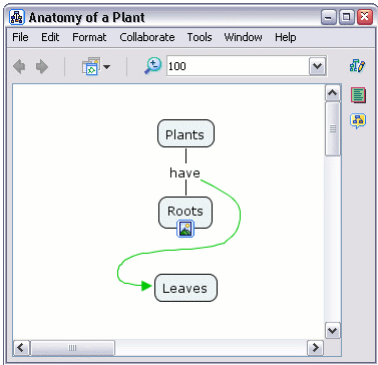 Anatomy of a Plant
File Edit Format Collaborate Tools Window Help
100
Plants
have
Roots
Leaves